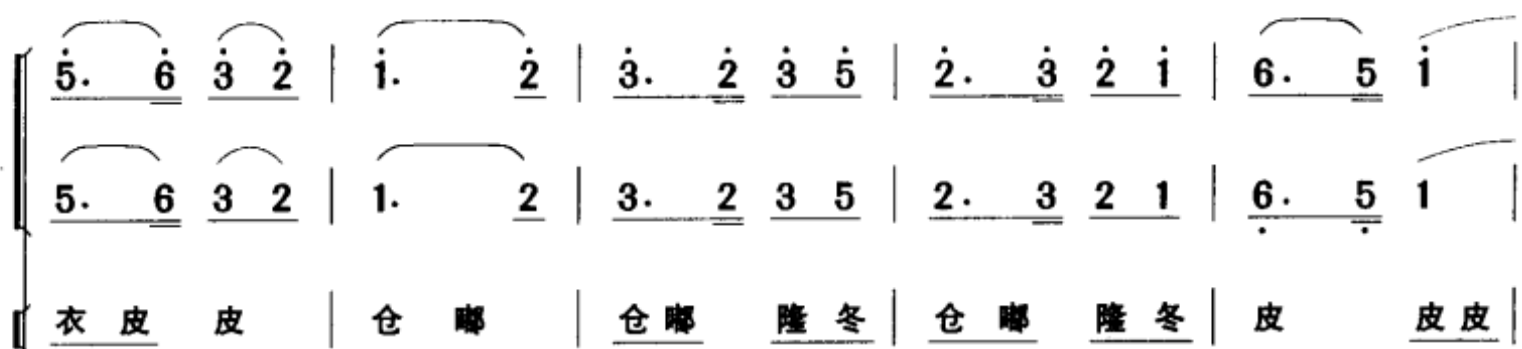 5. 6 3 2 | 1. 2 | 3. 2 3 5 | 2. 3 2 1 | 6. 5 1 |
5. 6 3 2 | 1. 2 | 3. 2 3 5 | 2. 3 2 1 | 6. 5 1 |
衣 皮 皮 | 仓 嘟 | 仓 嘟 隆 冬 | 仓 嘟 隆 冬 | 皮 皮 皮 |